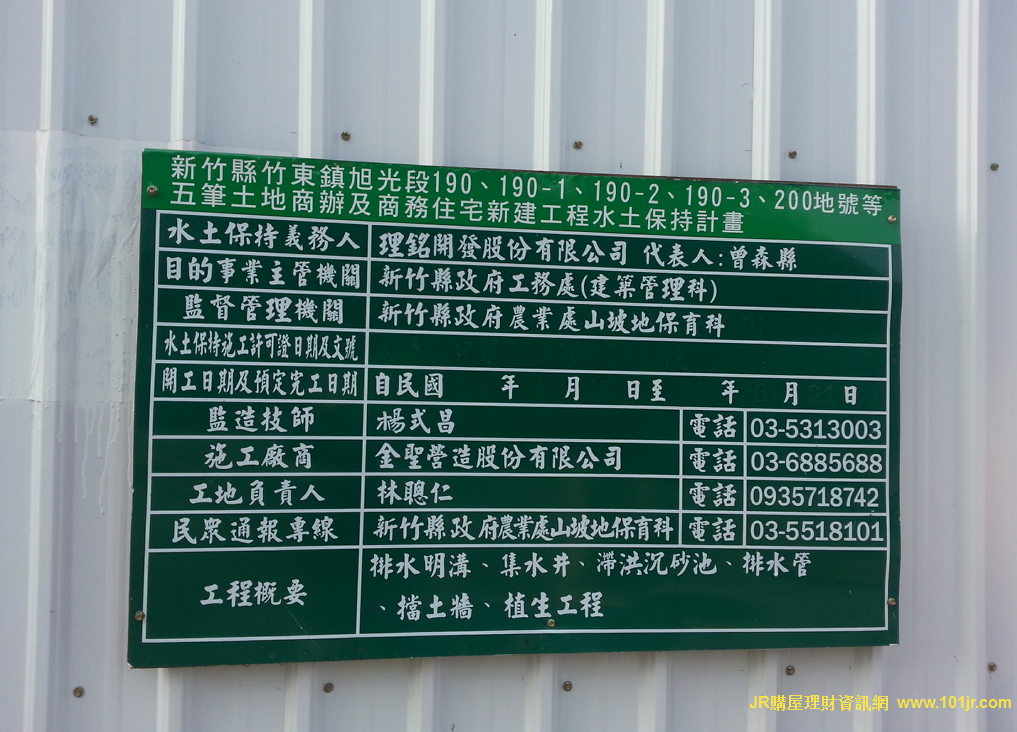 新竹縣竹東鎮旭光段190、190-1、190-2、190-3、200地號等
五筆土地商辦及商務住宅新建工程水土保持計畫
水土保持義務人 理銘開發股份有限公司 代表人:曾森縣
目的事業主管機關 新竹縣政府工務處(建築管理科)
監督管理機關 新竹縣政府農業處山坡地保育科
水土保持施工許可證日期及文號
開工日期及預定完工日期 自民國 年 月 日至 年 月 日
監造技師 楊式昌 電話 03-5313003
施工廠商 金聖營造股份有限公司 電話 03-6885688
工地負責人 林聰仁 電話 0935718742
民眾通報專線 新竹縣政府農業處山坡地保育科 電話 03-5518101
工程概要 排水明溝、集水井、滯洪沉砂池、排水管
、擋土牆、植生工程
JR購屋理財資訊網 www.101jr.com